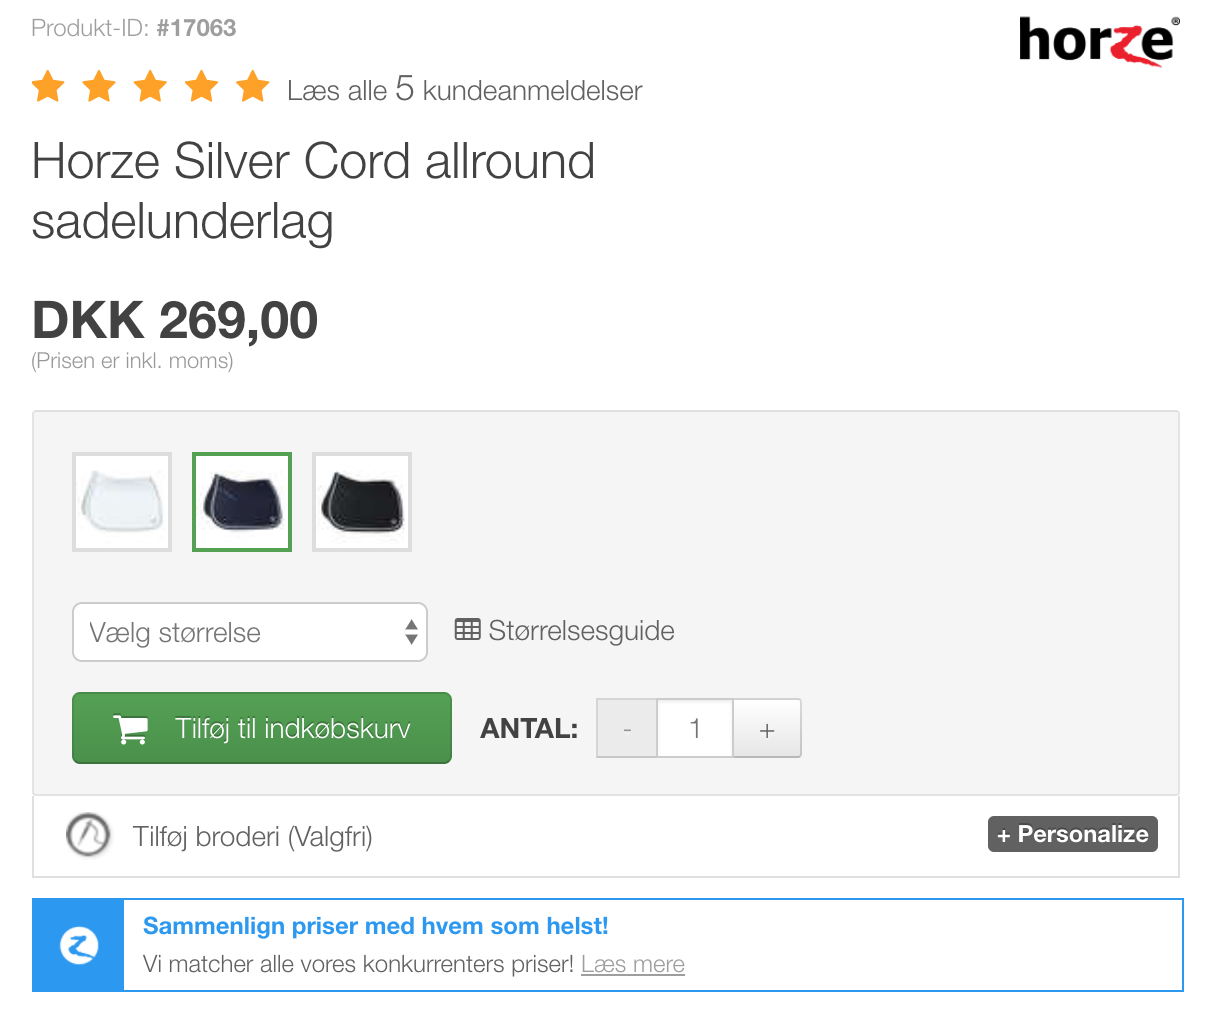 Produkt-ID: #17063
horze®
Læs alle 5 kundeanmeldelser
Horze Silver Cord allround
sadelunderlag
DKK 269,00
(Prisen er inkl. moms)
Vælg størrelse
Størrelsesguide
Tilføj til indkøbskurv
ANTAL:
-
1
+
Tilføj broderi (Valgfri)
+ Personalize
Sammenlign priser med hvem som helst!
Vi matcher alle vores konkurrenters priser! Læs mere